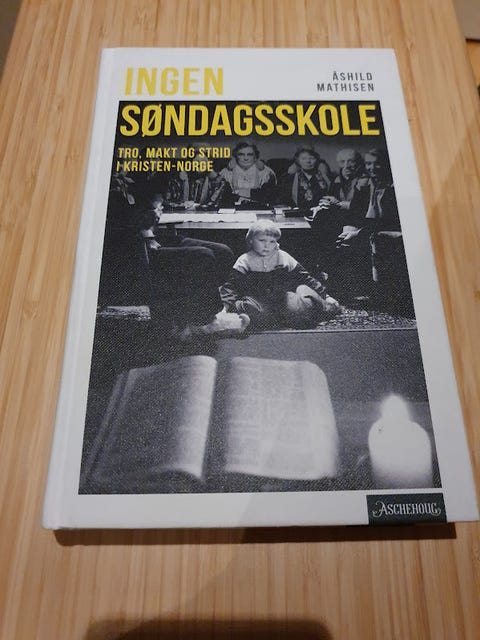 INGEN
ÅSHILD
MATHISEN
SØNDAGSSKOLE
TRO, MAKT OG STRID
I KRISTEN-NORGE
ASCHEHOUG